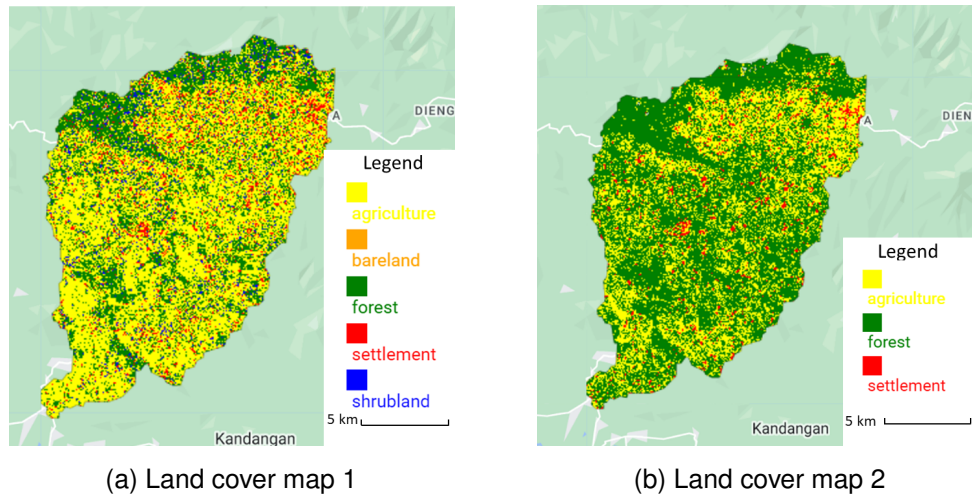 DIENG
A
Legend
agriculture
bareland
forest
settlement
shrubland
5 km
Kandangan
(a) Land cover map 1
DIEN
A
Legend
agriculture
forest
settlement
5 km
Kandangan
(b) Land cover map 2